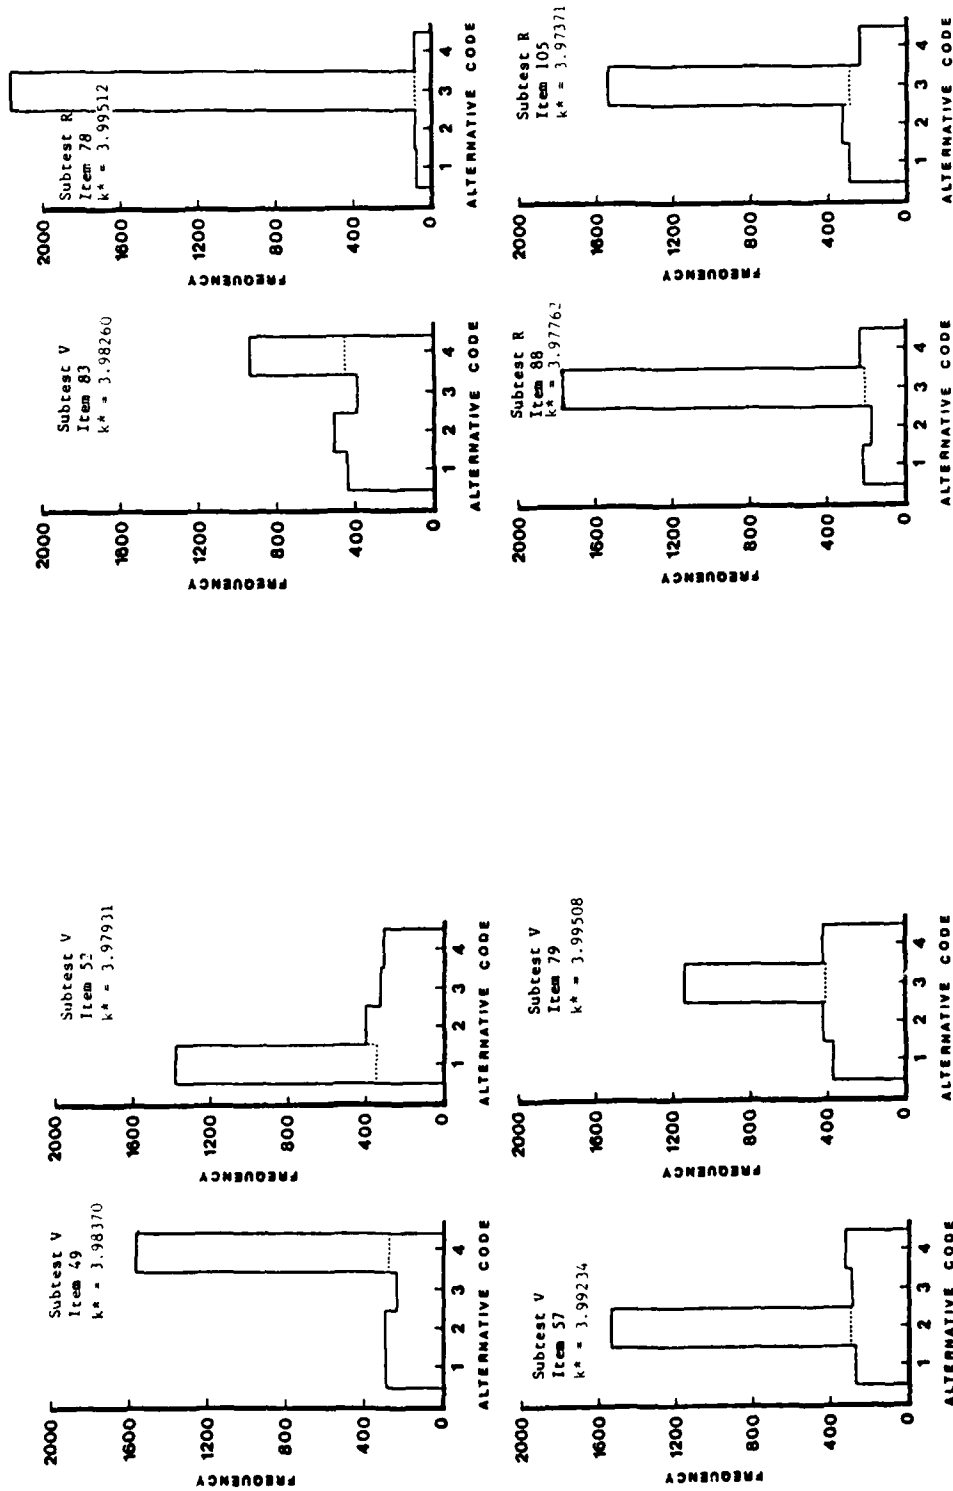 Subtest V
Item 49
k* = 3.98370
2000
1600
1200
800
400
0
FREQUENCY
1 2 3 4
ALTERNATIVE CODE
Subtest V
Item 52
k* = 3.97931
2000
1600
1200
800
400
0
FREQUENCY
1 2 3 4
ALTERNATIVE CODE
Subtest V
Item 83
k* = 3.98260
2000
1600
1200
800
400
0
FREQUENCY
1 2 3 4
ALTERNATIVE CODE
Subtest R
Item 78
k* = 3.99512
2000
1600
1200
800
400
0
FREQUENCY
1 2 3 4
ALTERNATIVE CODE
Subtest V
Item 57
k* = 3.99234
2000
1600
1200
800
400
0
FREQUENCY
1 2 3 4
ALTERNATIVE CODE
Subtest V
Item 79
k* = 3.99508
2000
1600
1200
800
400
0
FREQUENCY
1 2 3 4
ALTERNATIVE CODE
Subtest R
Item 88
k* = 3.97762
2000
1600
1200
800
400
0
FREQUENCY
1 2 3 4
ALTERNATIVE CODE
Subtest R
Item 105
k* = 3.97371
2000
1600
1200
800
400
0
FREQUENCY
1 2 3 4
ALTERNATIVE CODE